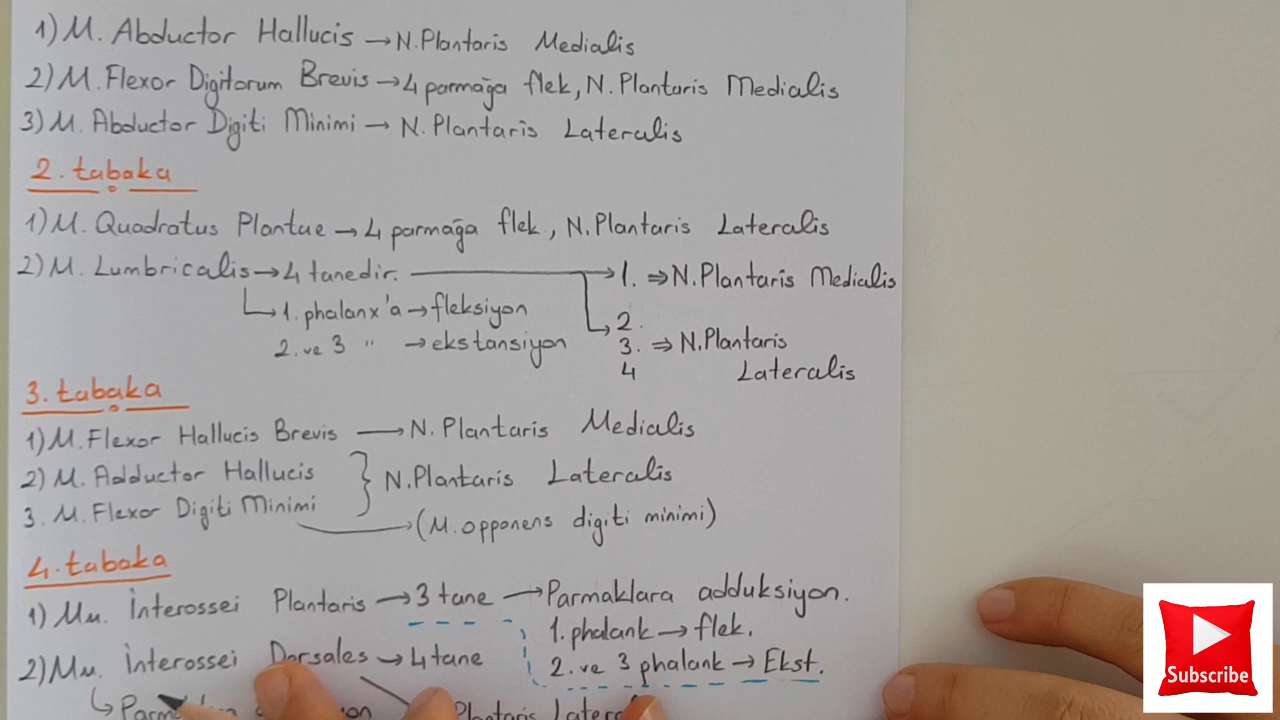 1) M. Abductor Hallucis → N. Plantaris Medialis
2) M. Flexor Digitorum Brevis → 4 parmağa flek, N. Plantaris Medialis
3) M. Abductor Digiti Minimi → N. Plantaris Lateralis
2. tabaka
1) M. Quadratus Plantae → 4 parmağa flek, N. Plantaris Lateralis
2) M. Lumbricalis → 4 tanedir. → 1. ⇒ N. Plantaris Medialis
1. phalanx'a → fleksiyon
2. ve 3 " → ekstansiyon
2.
3. ⇒ N. Plantaris
4 Lateralis
3. tabaka
1) M. Flexor Hallucis Brevis → N. Plantaris Medialis
2) M. Adductor Hallucis } N. Plantaris Lateralis
3. M. Flexor Digiti Minimi → (M. opponens digiti minimi)
4. tabaka
1) Mm. İnterossei Plantaris → 3 tane → Parmaklara adduksiyon.
1. phalank → flek.
2) Mm. İnterossei Dorsales → 4 tane
2. ve 3 phalank → Ekst.
Plantaris
Subscribe